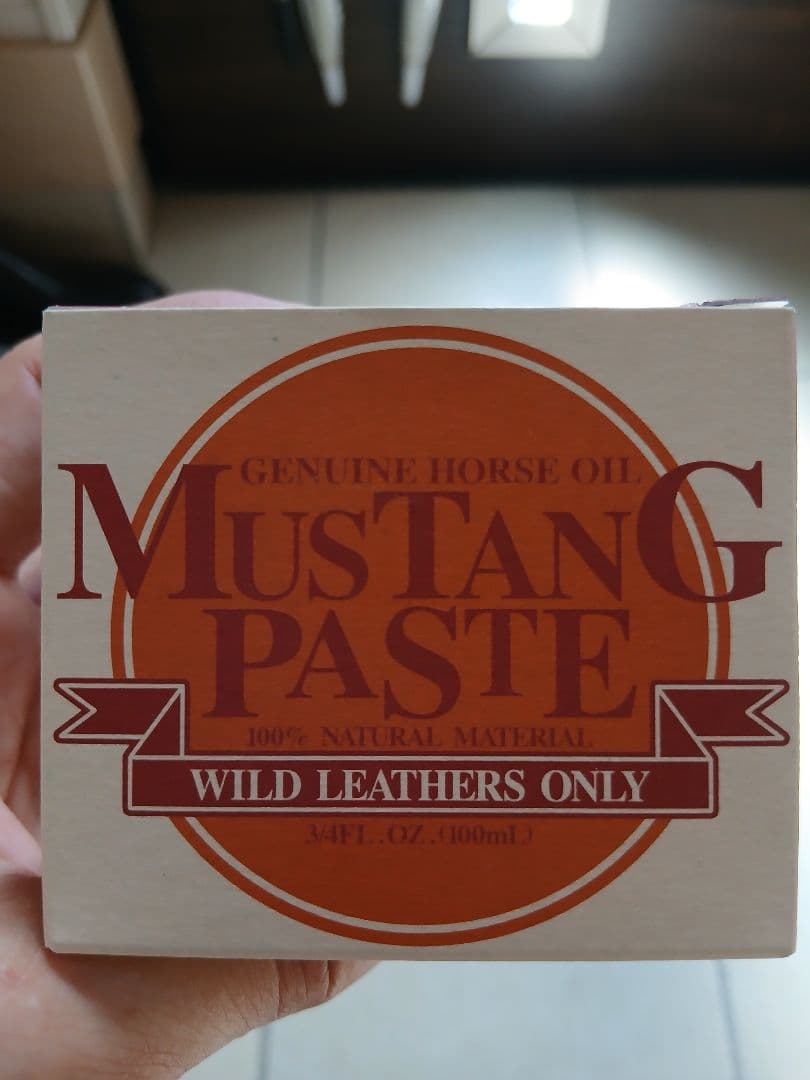 GENUINE HORSE OIL
MUSTANG
PASTE
100% NATURAL MATERIAL
WILD LEATHERS ONLY
3/4FL.OZ.(100mL)